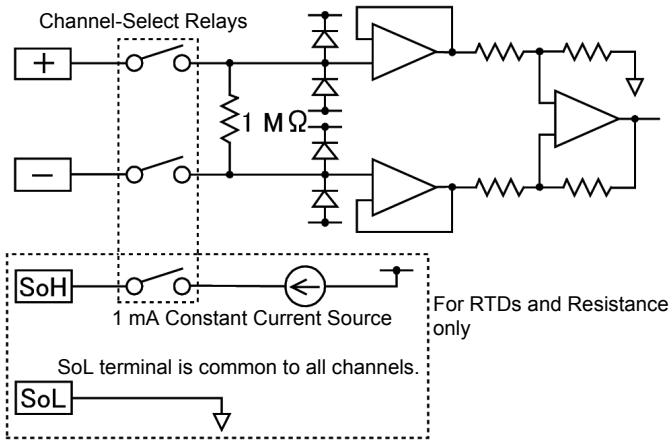 Channel-Select Relays
+
1 MΩ
−
SoH
1 mA Constant Current Source
For RTDs and Resistance
only
SoL terminal is common to all channels.
SoL